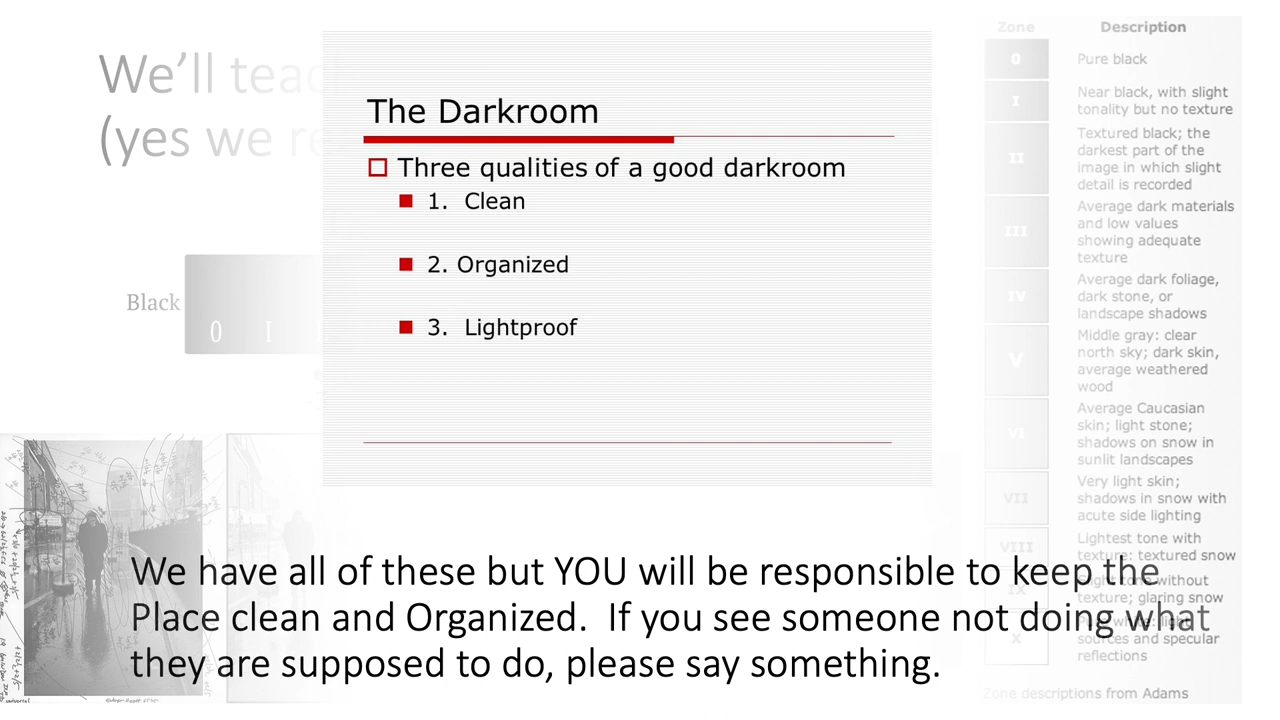 We'll teac
(yes we re
Black
0 I
The Darkroom
Three qualities of a good darkroom
1. Clean
2. Organized
3. Lightproof
Zone Description
0 Pure black
I Near black, with slight
tonality but no texture
II Textured black; the
darkest part of the
image in which slight
detail is recorded
III Average dark materials
and low values
showing adequate
texture
IV Average dark foliage,
dark stone, or
landscape shadows
V Middle gray: clear
north sky; dark skin,
average weathered
wood
VI Average Caucasian
skin; light stone;
shadows on snow in
sunlit landscapes
VII Very light skin;
shadows in snow with
acute side lighting
VIII Lightest tone with
texture: textured snow
IX Slight tone without
texture; glaring snow
X Pure white: light
sources and specular
reflections
Zone descriptions from Adams
We have all of these but YOU will be responsible to keep the
Place clean and Organized. If you see someone not doing what
they are supposed to do, please say something.